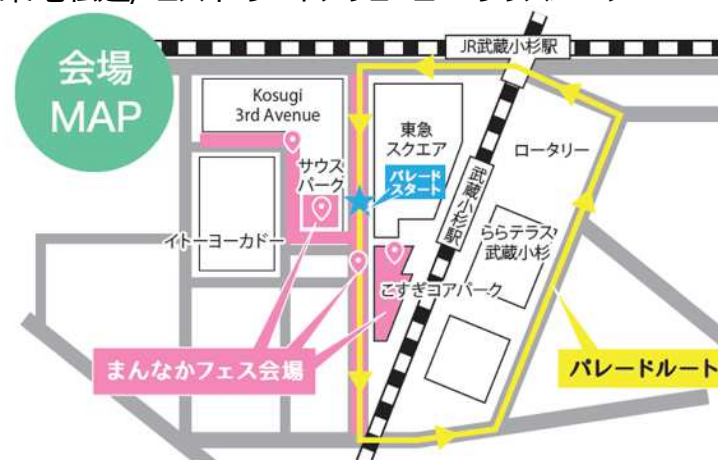 会場
MAP
JR武蔵小杉駅
Kosugi
3rd Avenue
東急
スクエア
ロータリー
サウス
パーク
パレード
スタート
武蔵小杉駅
イトーヨーカドー
ららテラス
武蔵小杉
こすぎコアパーク
まんなかフェス会場
パレードルート